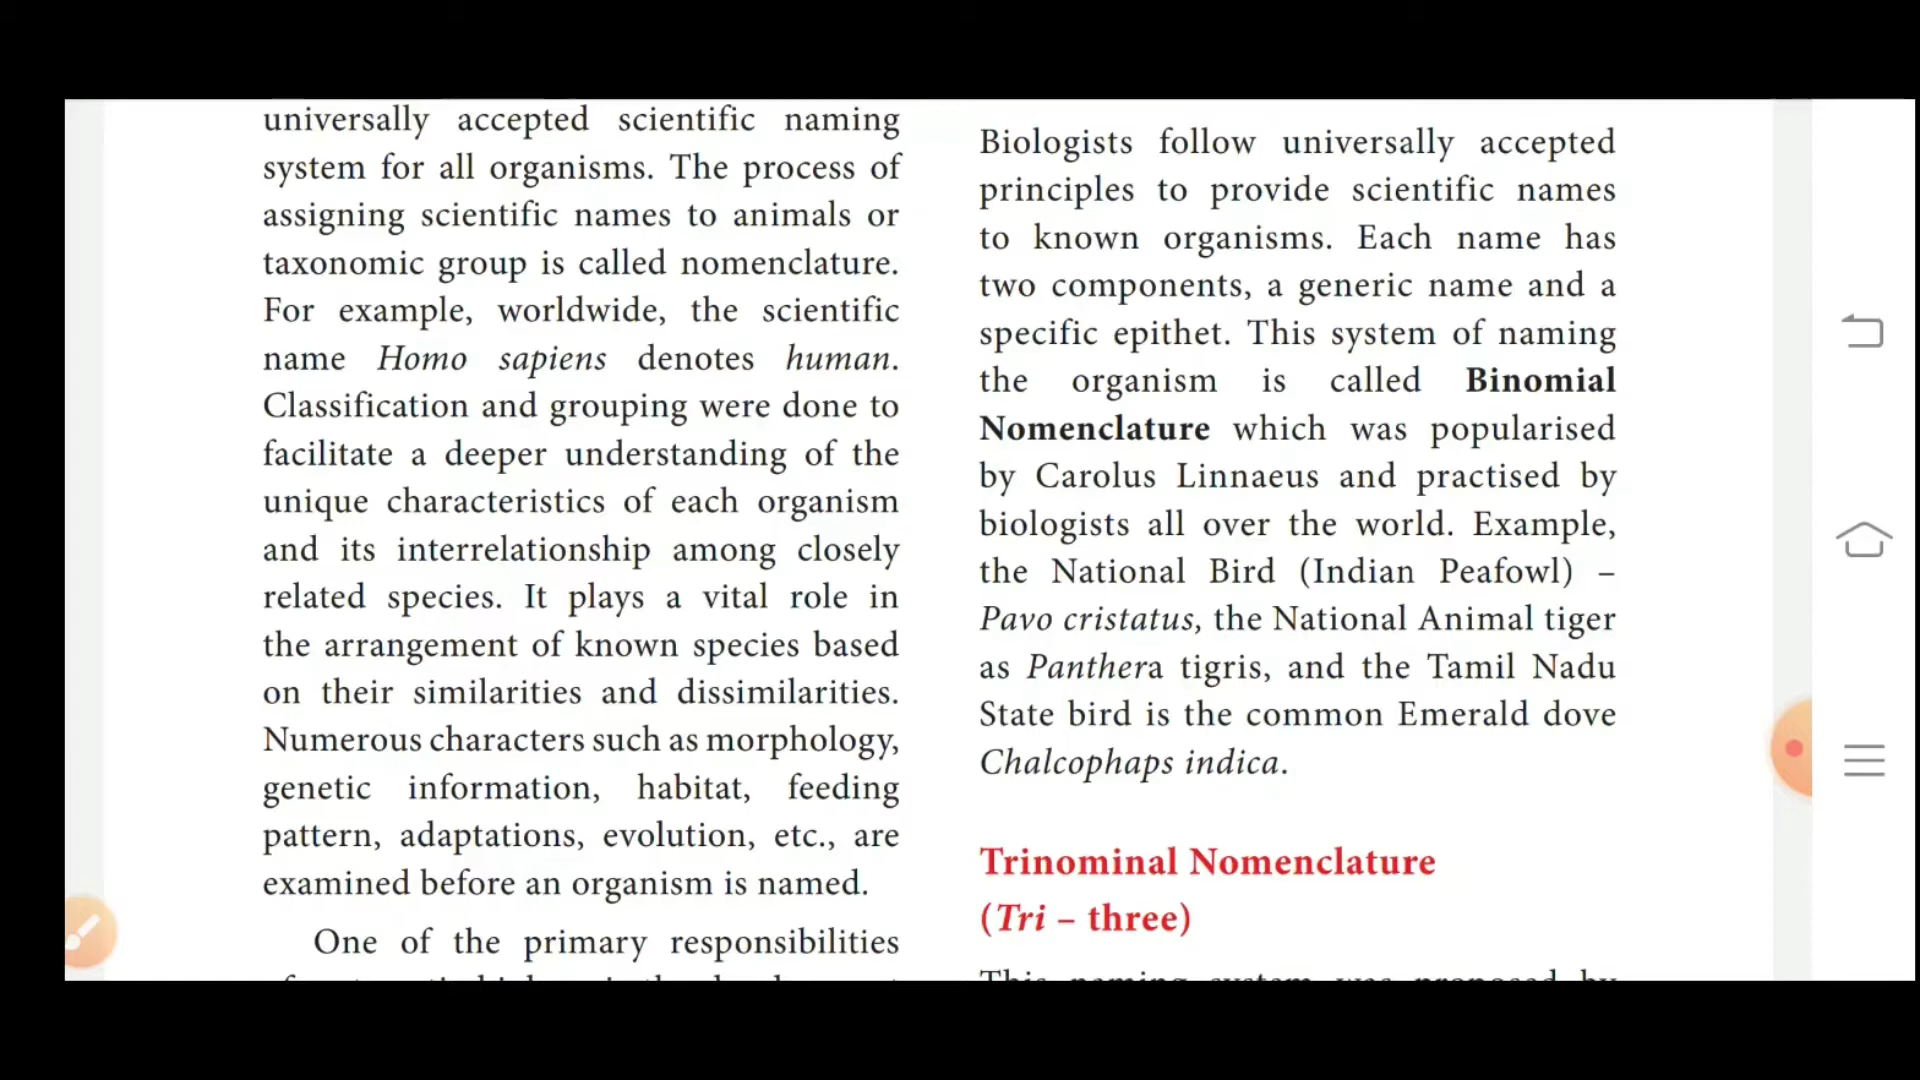 universally accepted scientific naming
system for all organisms. The process of
assigning scientific names to animals or
taxonomic group is called nomenclature.
For example, worldwide, the scientific
name Homo sapiens denotes human.
Classification and grouping were done to
facilitate a deeper understanding of the
unique characteristics of each organism
and its interrelationship among closely
related species. It plays a vital role in
the arrangement of known species based
on their similarities and dissimilarities.
Numerous characters such as morphology,
genetic information, habitat, feeding
pattern, adaptations, evolution, etc., are
examined before an organism is named.
One of the primary responsibilities
Biologists follow universally accepted
principles to provide scientific names
to known organisms. Each name has
two components, a generic name and a
specific epithet. This system of naming
the organism is called Binomial
Nomenclature which was popularised
by Carolus Linnaeus and practised by
biologists all over the world. Example,
the National Bird (Indian Peafowl) –
Pavo cristatus, the National Animal tiger
as Panthera tigris, and the Tamil Nadu
State bird is the common Emerald dove
Chalcophaps indica.
Trinominal Nomenclature
(Tri – three)
This naming system was proposed by